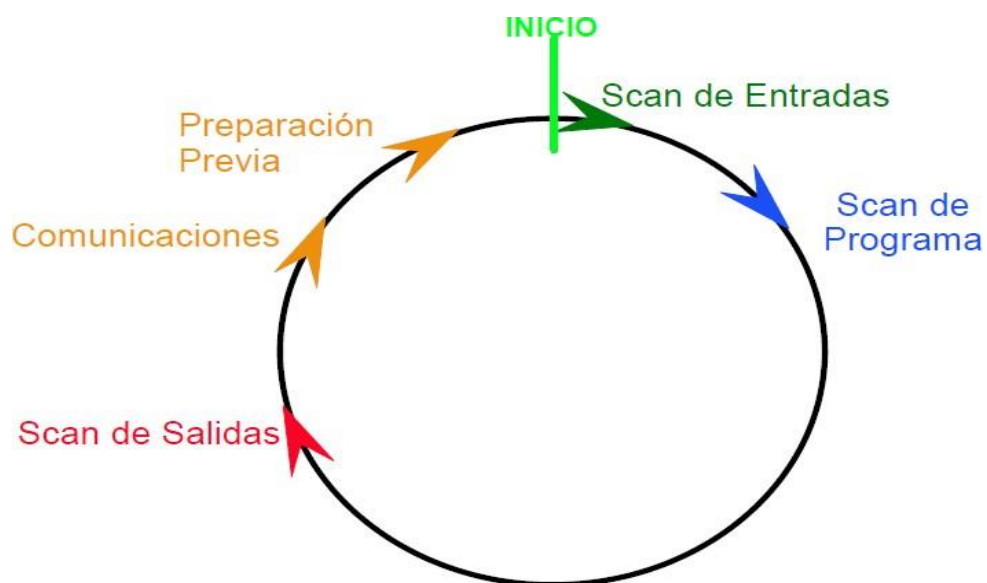 INICIO
Scan de Entradas
Preparación
Previa
Scan de
Programa
Comunicaciones
Scan de Salidas